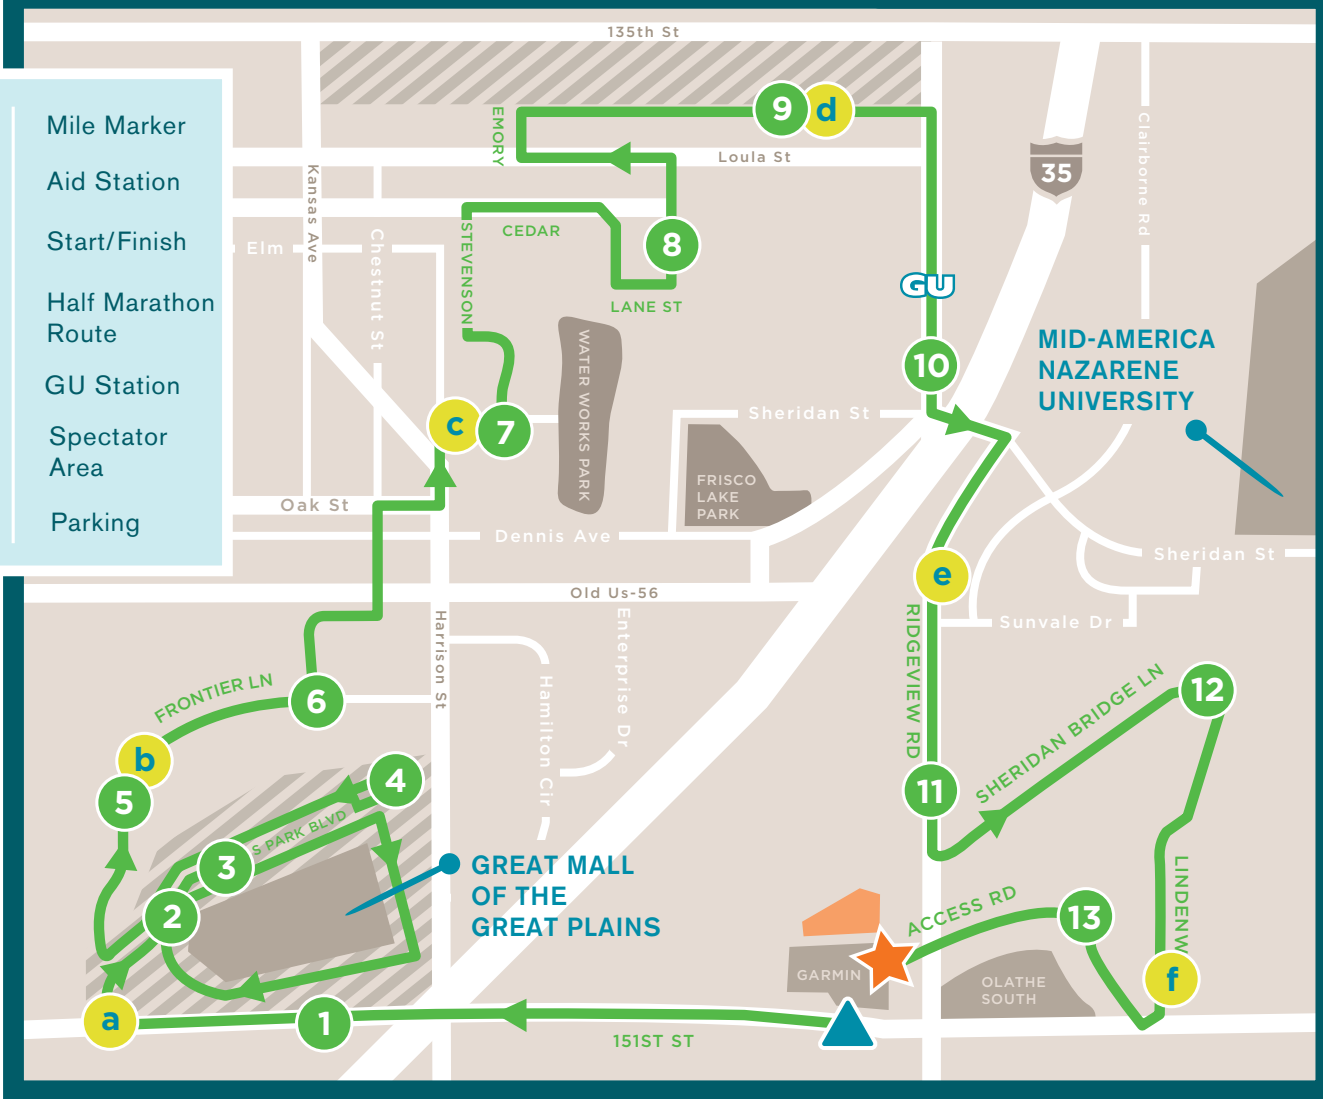 135th St
Mile Marker
Aid Station
Start/Finish
Half Marathon
Route
GU Station
Spectator
Area
Parking
Kansas Ave
EMORY
9
d
Loula St
35
Clairborne Rd
Elm
Chestnut St
STEVENSON
CEDAR
8
LANE ST
GU
10
MID-AMERICA
NAZARENE
UNIVERSITY
WATER WORKS PARK
c
7
Sheridan St
FRISCO
LAKE
PARK
Oak St
Dennis Ave
Sheridan St
e
Old Us-56
Harrison St
Enterprise Dr
Sunvale Dr
RIDGEVIEW RD
FRONTIER LN
6
Hamilton Cir
SHERIDAN BRIDGE LN
12
b
5
4
11
S PARK BLVD
3
2
GREAT MALL
OF THE
GREAT PLAINS
LINDENW
ACCESS RD
13
GARMIN
OLATHE
SOUTH
f
a
1
151ST ST